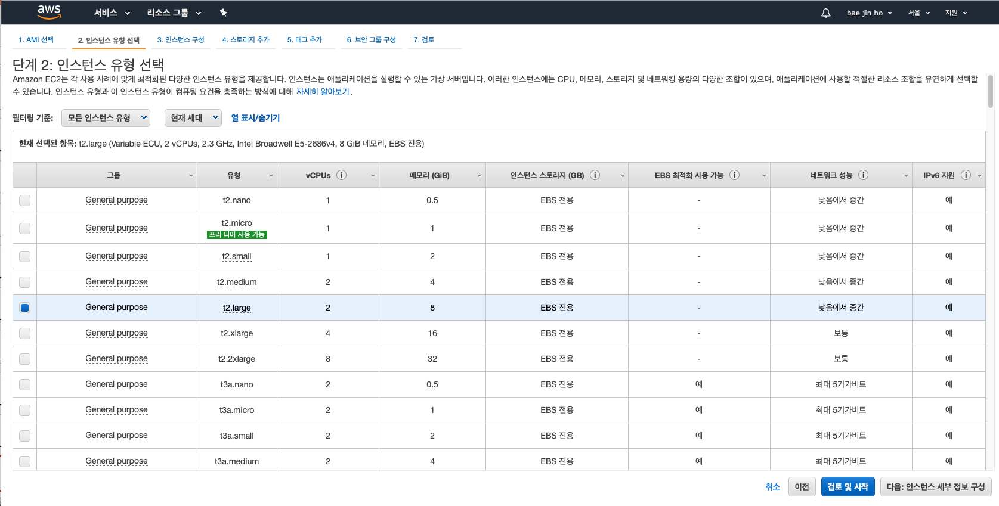 aws 서비스 리소스 그룹 bae jin ho 서울 지원
1. AMI 선택 2. 인스턴스 유형 선택 3. 인스턴스 구성 4. 스토리지 추가 5. 태그 추가 6. 보안 그룹 구성 7. 검토
단계 2: 인스턴스 유형 선택
Amazon EC2는 각 사용 사례에 맞게 최적화된 다양한 인스턴스 유형을 제공합니다. 인스턴스는 애플리케이션을 실행할 수 있는 가상 서버입니다. 이러한 인스턴스에는 CPU, 메모리, 스토리지 및 네트워킹 용량의 다양한 조합이 있으며, 애플리케이션에 사용할 적절한 리소스 조합을 유연하게 선택할
수 있습니다. 인스턴스 유형과 이 인스턴스 유형이 컴퓨팅 요건을 충족하는 방식에 대해 자세히 알아보기.
필터링 기준: 모든 인스턴스 유형 현재 세대 열 표시/숨기기
현재 선택된 항목: t2.large (Variable ECU, 2 vCPUs, 2.3 GHz, Intel Broadwell E5-2686v4, 8 GiB 메모리, EBS 전용)
그룹 유형 vCPUs i 메모리 (GiB) 인스턴스 스토리지 (GB) i EBS 최적화 사용 가능 i 네트워크 성능 i IPv6 지원 i
General purpose t2.nano 1 0.5 EBS 전용 - 낮음에서 중간 예
General purpose t2.micro 1 1 EBS 전용 - 낮음에서 중간 예
프리 티어 사용 가능
General purpose t2.small 1 2 EBS 전용 - 낮음에서 중간 예
General purpose t2.medium 2 4 EBS 전용 - 낮음에서 중간 예
General purpose t2.large 2 8 EBS 전용 - 낮음에서 중간 예
General purpose t2.xlarge 4 16 EBS 전용 - 보통 예
General purpose t2.2xlarge 8 32 EBS 전용 - 보통 예
General purpose t3a.nano 2 0.5 EBS 전용 예 최대 5기가비트 예
General purpose t3a.micro 2 1 EBS 전용 예 최대 5기가비트 예
General purpose t3a.small 2 2 EBS 전용 예 최대 5기가비트 예
General purpose t3a.medium 2 4 EBS 전용 예 최대 5기가비트 예
취소 이전 검토 및 시작 다음: 인스턴스 세부 정보 구성